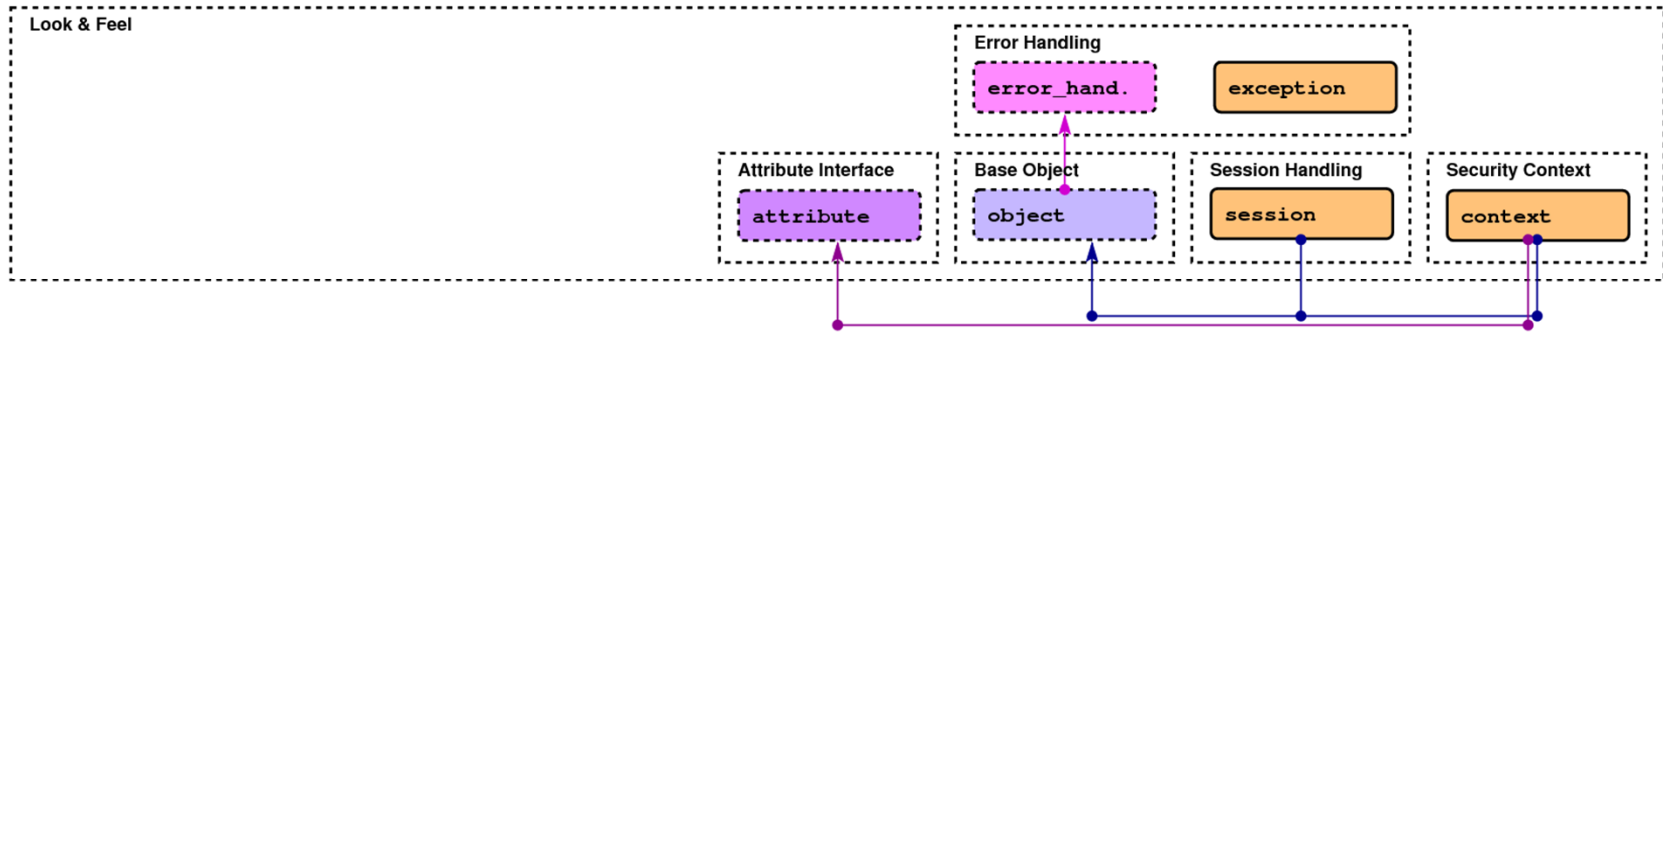 Look & Feel
Error Handling
error_hand.
exception
Attribute Interface
Base Object
Session Handling
Security Context
attribute
object
session
context